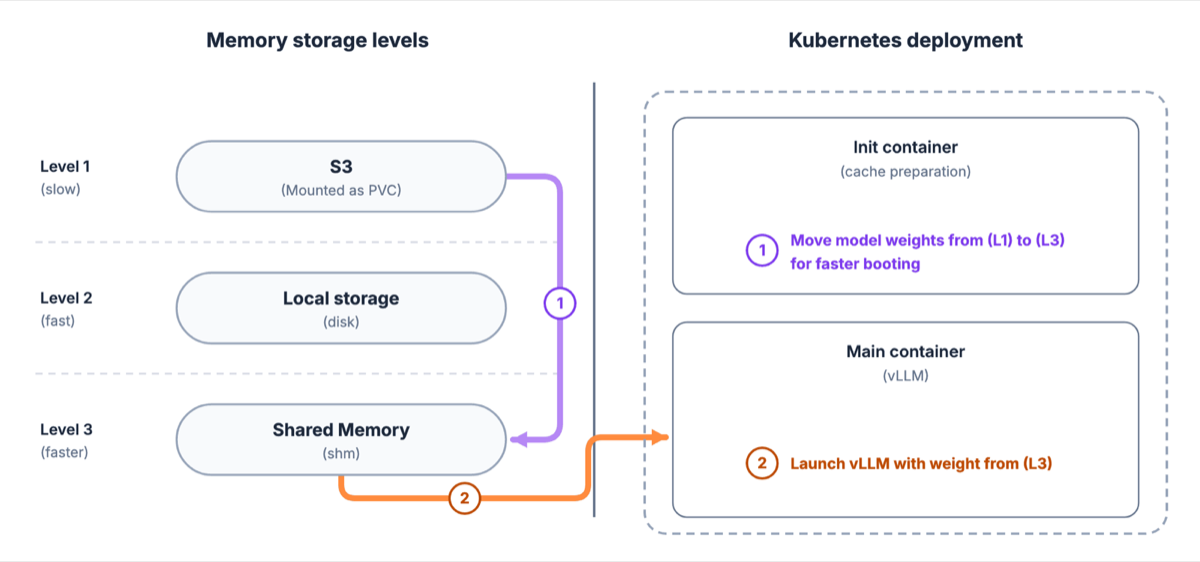 Memory storage levels
Kubernetes deployment
Level 1
(slow)
S3
(Mounted as PVC)
Level 2
(fast)
Local storage
(disk)
1
Level 3
(faster)
Shared Memory
(shm)
2
Init container
(cache preparation)
1
Move model weights from (L1) to (L3)
for faster booting
Main container
(vLLM)
2
Launch vLLM with weight from (L3)